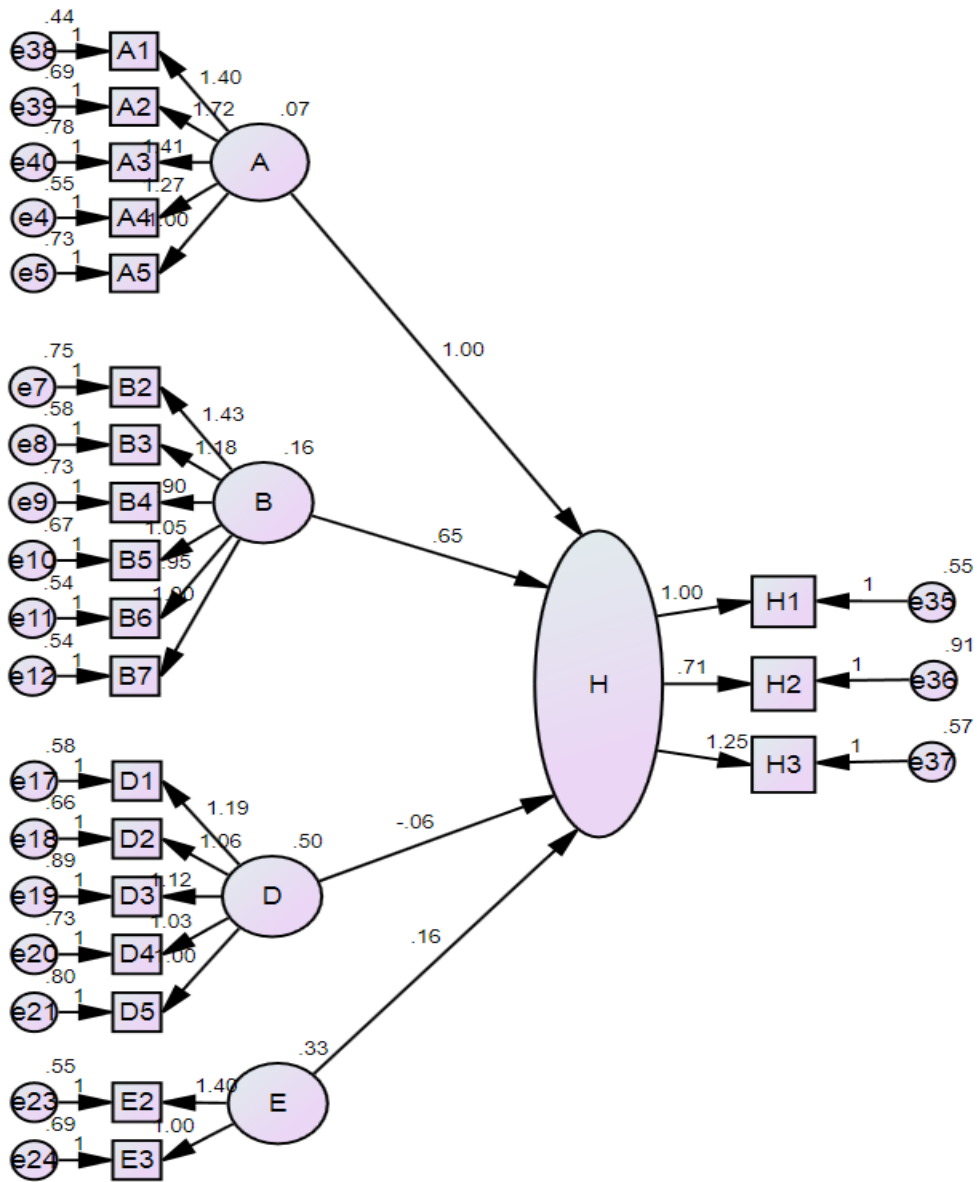 .44
e38 1 A1
1.40
.69
e39 1 A2
1.72 .07
.78
e40 1 A3 1.41 A
.55
1.27
e4 1 A4 1.00
.73
e5 1 A5
1.00
.75
e7 1 B2
1.43
.58
e8 1 B3
1.18 .16
.73
e9 1 B4 .90 B
.67
1.05
e10 1 B5 .95
.65
.54
e11 1 B6 1.00
.54
e12 1 B7
1.00 H1 1 e35 .55
H .71 H2 1 e36 .91
1.25 H3 1 e37 .57
.58
e17 1 D1
1.19
.66
e18 1 D2
1.06 .50
-.06
.89
e19 1 D3 1.12 D
.73
1.03
e20 1 D4 1.00
.80
e21 1 D5
.16
.33
.55
e23 1 E2 1.40 E
.69
1.00
e24 1 E3